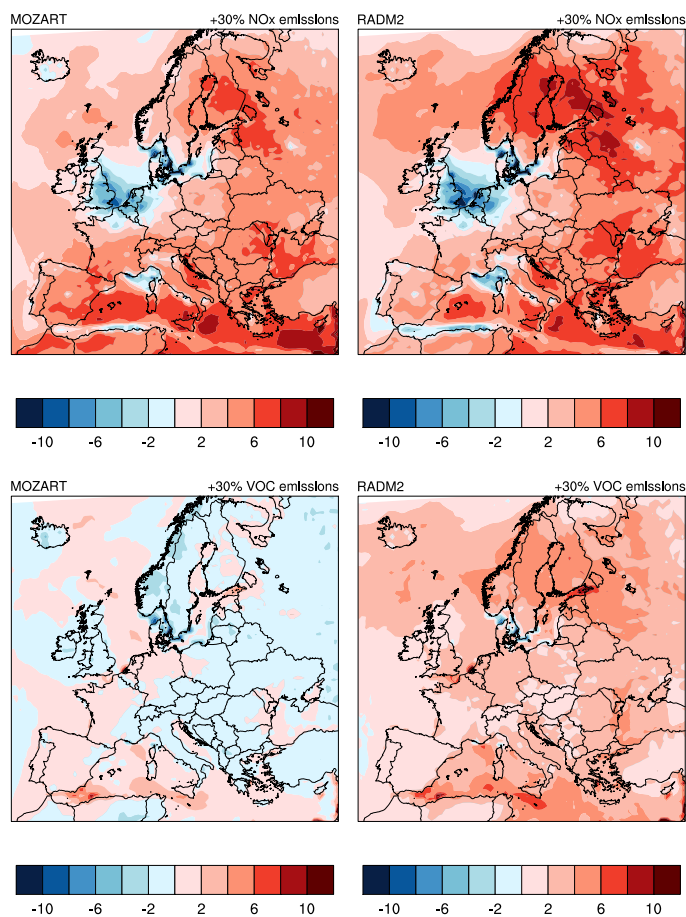 MOZART +30% NOx emissions RADM2 +30% NOx emissions
-10 -6 -2 2 6 10 -10 -6 -2 2 6 10
MOZART +30% VOC emissions RADM2 +30% VOC emissions
-10 -6 -2 2 6 10 -10 -6 -2 2 6 10